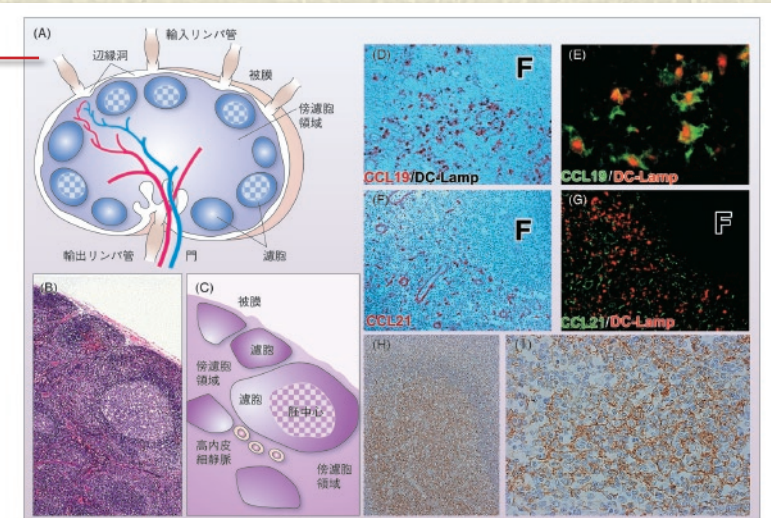 (A)
輸入リンパ管
辺縁洞
被膜
傍濾胞
領域
輸出リンパ管
門
濾胞
(B)
(C)
被膜
濾胞
傍濾胞
領域
濾胞
胚中心
高内皮
細静脈
傍濾胞
領域
(D)
F
CCL19/DC-Lamp
(E)
CCL19/DC-Lamp
(F)
F
CCL21
(G)
F
CCL21/DC-Lamp
(H)
(I)